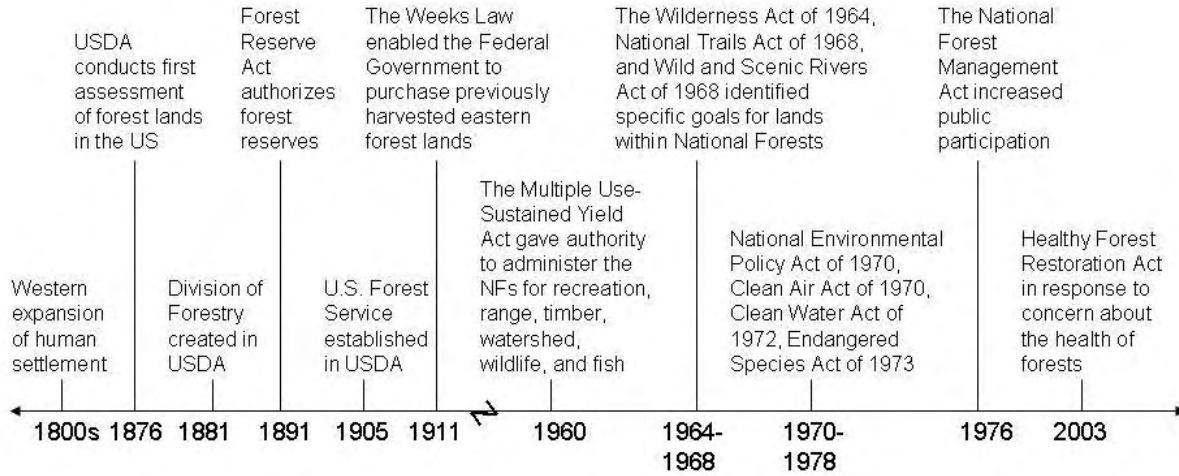 USDA
conducts first
assessment
of forest lands
in the US
Forest
Reserve
Act
authorizes
forest
reserves
The Weeks Law
enabled the Federal
Government to
purchase previously
harvested eastern
forest lands
The Wilderness Act of 1964,
National Trails Act of 1968,
and Wild and Scenic Rivers
Act of 1968 identified
specific goals for lands
within National Forests
The National
Forest
Management
Act increased
public
participation
Western
expansion
of human
settlement
Division of
Forestry
created in
USDA
U.S. Forest
Service
established
in USDA
The Multiple Use-
Sustained Yield
Act gave authority
to administer the
NFs for recreation,
range, timber,
watershed,
wildlife, and fish
National Environmental
Policy Act of 1970,
Clean Air Act of 1970,
Clean Water Act of
1972, Endangered
Species Act of 1973
Healthy Forest
Restoration Act
in response to
concern about
the health of
forests
1800s
1876
1881
1891
1905
1911
1960
1964-
1968
1970-
1978
1976
2003